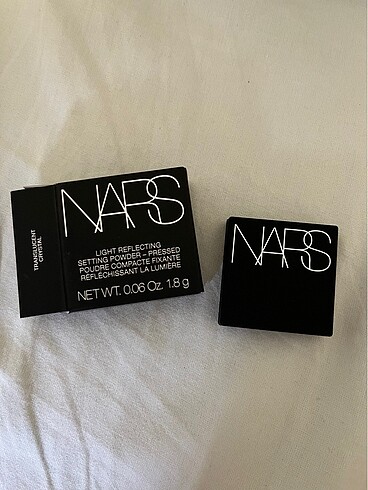 TRANSLUCENT
CRYSTAL
NARS
LIGHT REFLECTING
SETTING POWDER – PRESSED
POUDRE COMPACTE FIXANTE
RÉFLÉCHISSANT LA LUMIÈRE
NET WT. 0.06 Oz. 1.8 g
NARS